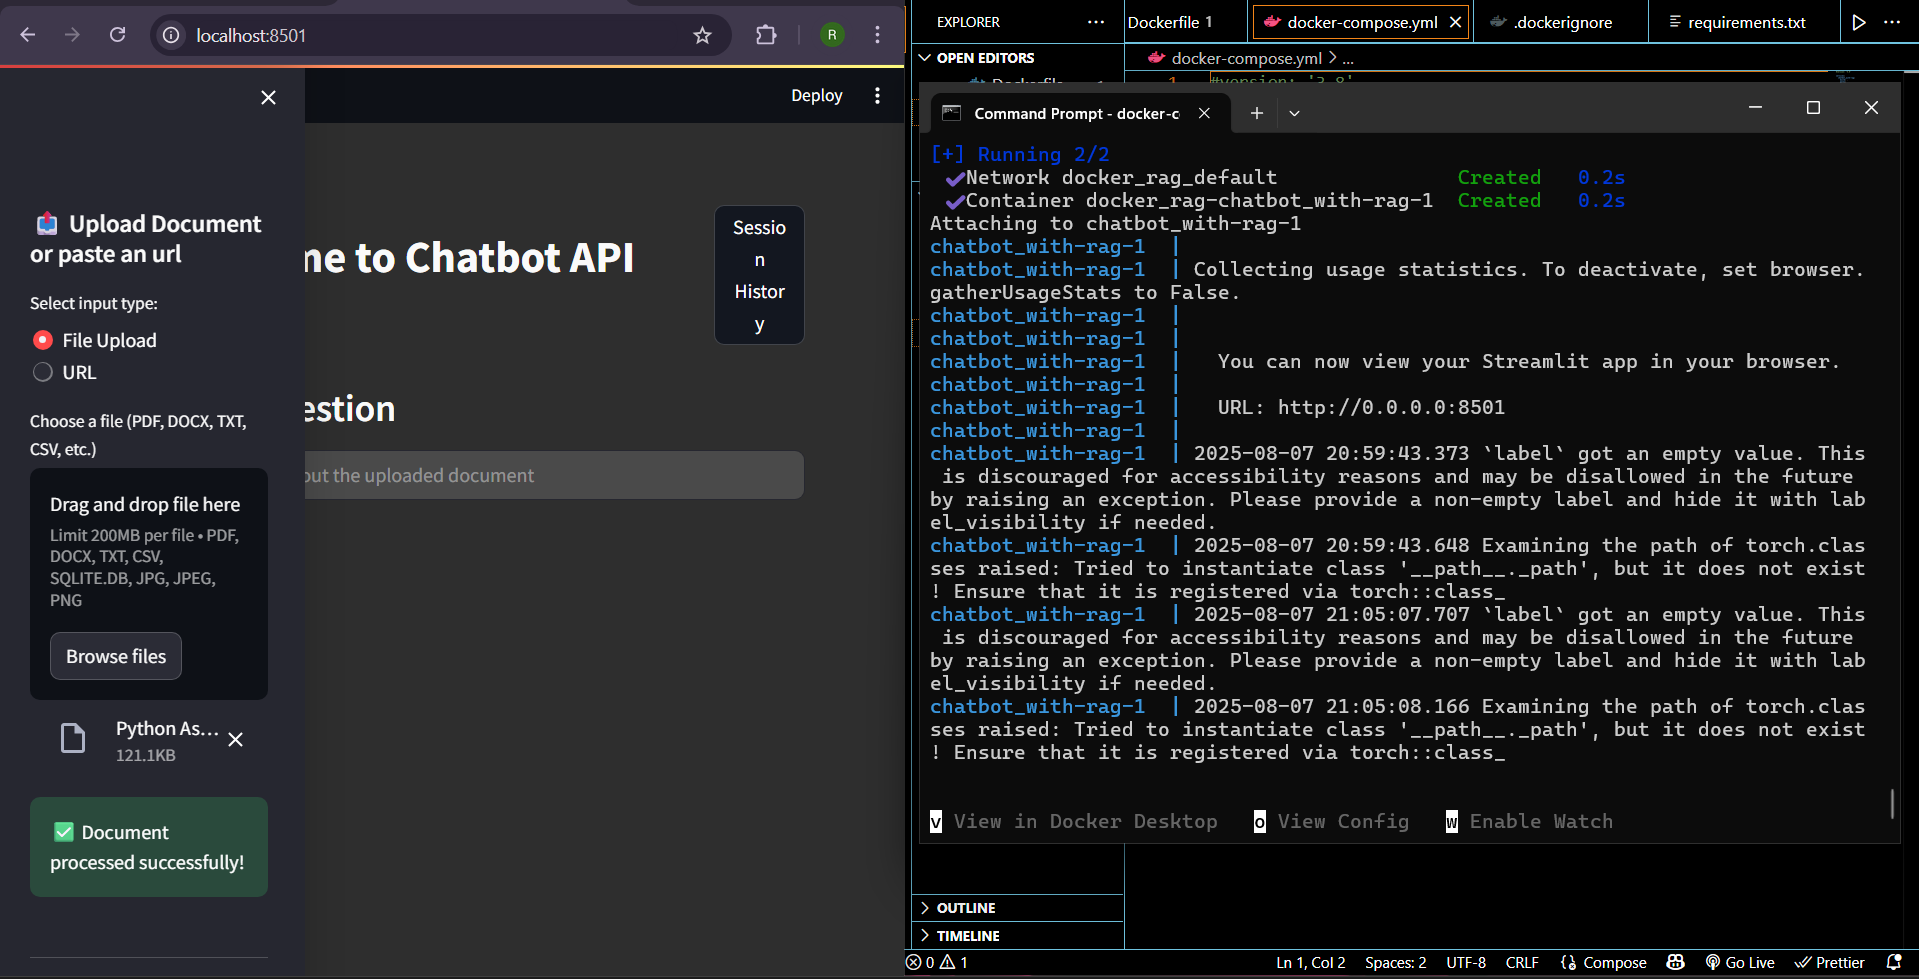 localhost:8501
R
Deploy
Upload Document
or paste an url
Select input type:
File Upload
URL
Choose a file (PDF, DOCX, TXT,
CSV, etc.)
Drag and drop file here
Limit 200MB per file • PDF,
DOCX, TXT, CSV,
SQLITE.DB, JPG, JPEG,
PNG
Browse files
Python As...
121.1KB
Document
processed successfully!
me to Chatbot API
Sessio
n
Histor
y
estion
out the uploaded document
EXPLORER
Dockerfile 1
docker-compose.yml
.dockerignore
requirements.txt
OPEN EDITORS
docker-compose.yml > ...
Dockerfile
1 #version: '3.8'
Command Prompt - docker-c
[+] Running 2/2
Network docker_rag_default Created 0.2s
Container docker_rag-chatbot_with-rag-1 Created 0.2s
Attaching to chatbot_with-rag-1
chatbot_with-rag-1 |
chatbot_with-rag-1 | Collecting usage statistics. To deactivate, set browser.
gatherUsageStats to False.
chatbot_with-rag-1 |
chatbot_with-rag-1 |
chatbot_with-rag-1 | You can now view your Streamlit app in your browser.
chatbot_with-rag-1 |
chatbot_with-rag-1 | URL: http://0.0.0.0:8501
chatbot_with-rag-1 |
chatbot_with-rag-1 | 2025-08-07 20:59:43.373 `label` got an empty value. This
is discouraged for accessibility reasons and may be disallowed in the future
by raising an exception. Please provide a non-empty label and hide it with lab
el_visibility if needed.
chatbot_with-rag-1 | 2025-08-07 20:59:43.648 Examining the path of torch.clas
ses raised: Tried to instantiate class '__path__._path', but it does not exist
! Ensure that it is registered via torch::class_
chatbot_with-rag-1 | 2025-08-07 21:05:07.707 `label` got an empty value. This
is discouraged for accessibility reasons and may be disallowed in the future
by raising an exception. Please provide a non-empty label and hide it with lab
el_visibility if needed.
chatbot_with-rag-1 | 2025-08-07 21:05:08.166 Examining the path of torch.clas
ses raised: Tried to instantiate class '__path__._path', but it does not exist
! Ensure that it is registered via torch::class_
v View in Docker Desktop o View Config w Enable Watch
OUTLINE
TIMELINE
0 1 Ln 1, Col 2 Spaces: 2 UTF-8 CRLF Compose Go Live Prettier